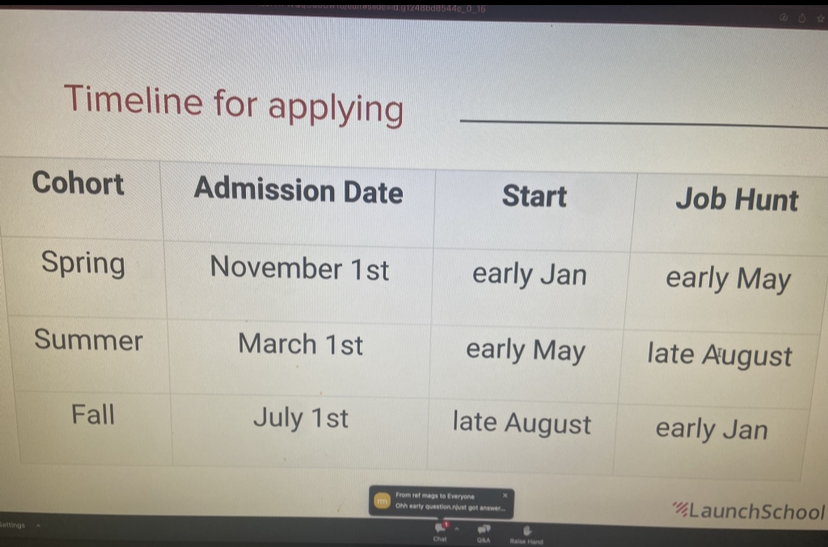 Timeline for applying
Cohort Admission Date Start Job Hunt
Spring November 1st early Jan early May
Summer March 1st early May late August
Fall July 1st late August early Jan
From ref mags to Everyone
Ohh early question.njust got answer...
LaunchSchool
Settings
Chat Q&A Raise Hand